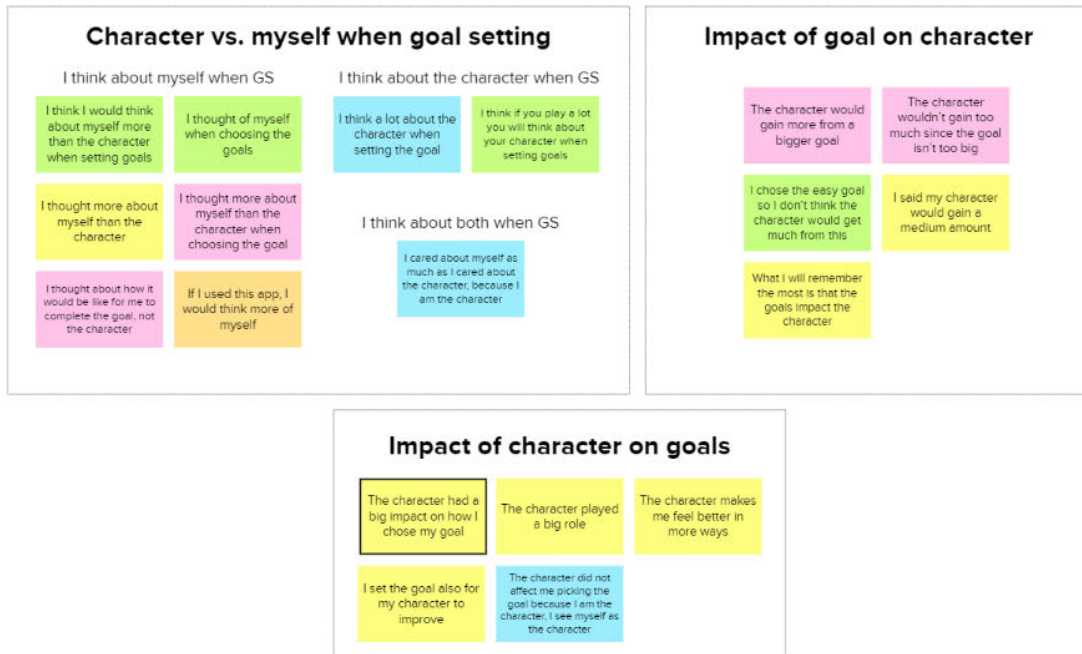 Character vs. myself when goal setting
I think about myself when GS
I think I would think
about myself more
than the character
when setting goals
I thought of myself
when choosing the
goals
I thought more about
myself than the
character
I thought more about
myself than the
character when
choosing the goal
I thought about how it
would be like for me to
complete the goal, not
the character
If I used this app, I
would think more of
myself
I think about the character when GS
I think a lot about the
character when
setting the goal
I think if you play a lot
you will think about
your character when
setting goals
I think about both when GS
I cared about myself as
much as I cared about
the character, because I
am the character
Impact of goal on character
The character would
gain more from a
bigger goal
The character
wouldn't gain too
much since the goal
isn't too big
I chose the easy goal
so I don't think the
character would get
much from this
I said my character
would gain a
medium amount
What I will remember
the most is that the
goals impact the
character
Impact of character on goals
The character had a
big impact on how I
chose my goal
The character played
a big role
The character makes
me feel better in
more ways
I set the goal also for
my character to
improve
The character did not
affect me picking the
goal because I am the
character, I see myself as
the character